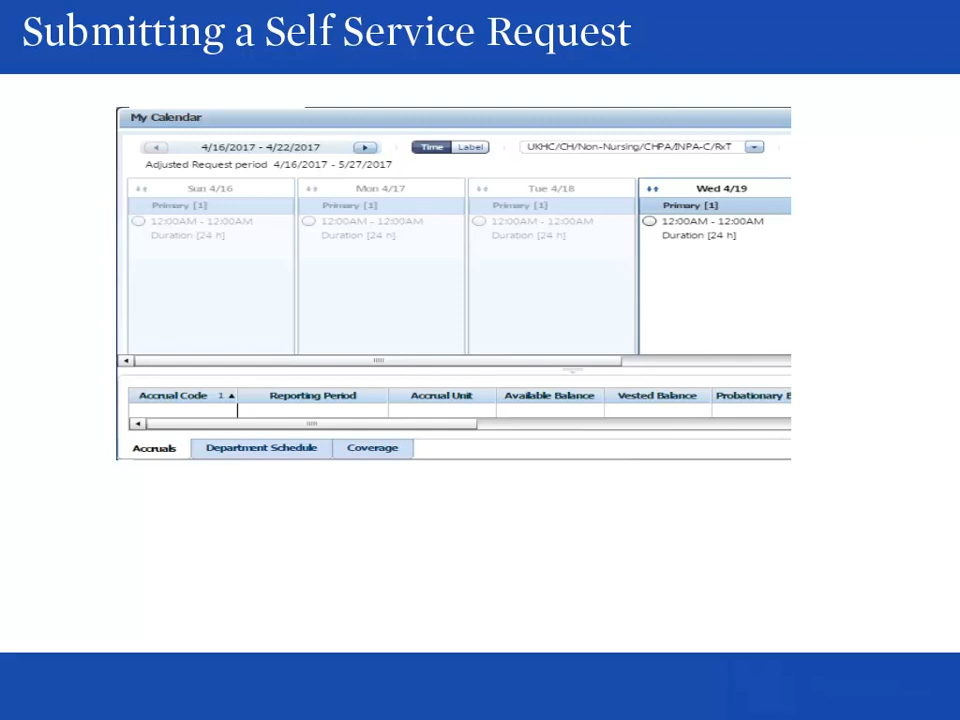 Submitting a Self Service Request
My Calendar
4/16/2017 - 4/22/2017 Time Label UKHC/CH/Non-Nursing/CHPA/INPA-C/RxT
Adjusted Request period 4/16/2017 - 5/27/2017
Sun 4/16 Mon 4/17 Tue 4/18 Wed 4/19
Primary [1] Primary [1] Primary [1] Primary [1]
12:00AM - 12:00AM 12:00AM - 12:00AM 12:00AM - 12:00AM 12:00AM - 12:00AM
Duration [24 h] Duration [24 h] Duration [24 h] Duration [24 h]
Accrual Code 1 Reporting Period Accrual Unit Available Balance Vested Balance Probationary
Accruals Department Schedule Coverage